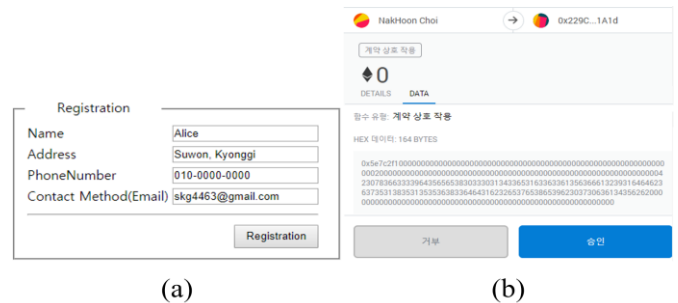 Registration
Name Alice
Address Suwon, Kyonggi
PhoneNumber 010-0000-0000
Contact Method(Email) skg4463@gmail.com
Registration
(a)
NakHoon Choi 0x229C...1A1d
계약 상호 작용
0
DETAILS DATA
함수 유형: 계약 상호 작용
HEX 데이터: 164 BYTES
거부 승인
(b)